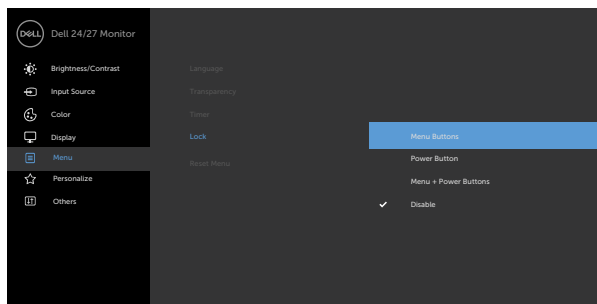 DELL
Dell 24/27 Monitor
Brightness/Contrast
Input Source
Color
Display
Menu
Personalize
Others
Language
Transparency
Timer
Lock
Reset Menu
Menu Buttons
Power Button
Menu + Power Buttons
Disable